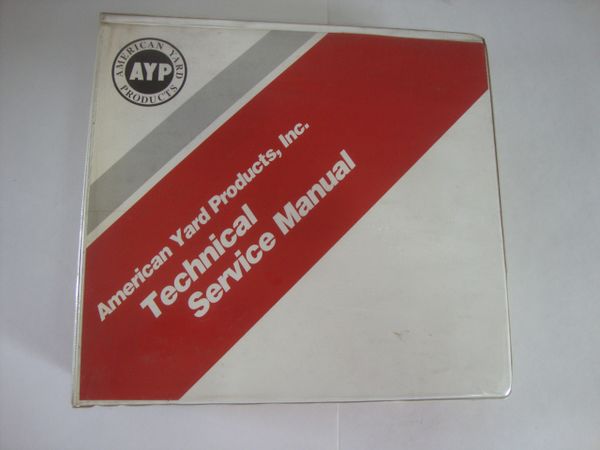 AMERICAN YARD
AYP
PRODUCTS
American Yard Products, Inc.
Technical
Service Manual